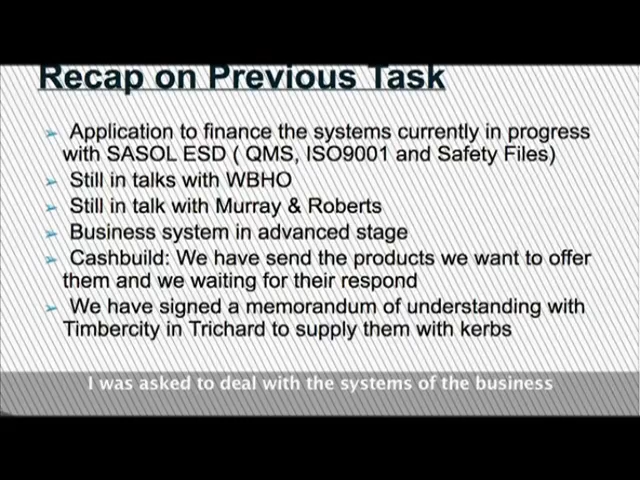 Recap on Previous Task
➢ Application to finance the systems currently in progress
with SASOL ESD ( QMS, ISO9001 and Safety Files)
➢ Still in talks with WBHO
➢ Still in talk with Murray & Roberts
➢ Business system in advanced stage
➢ Cashbuild: We have send the products we want to offer
them and we waiting for their respond
➢ We have signed a memorandum of understanding with
Timbercity in Trichard to supply them with kerbs
I was asked to deal with the systems of the business